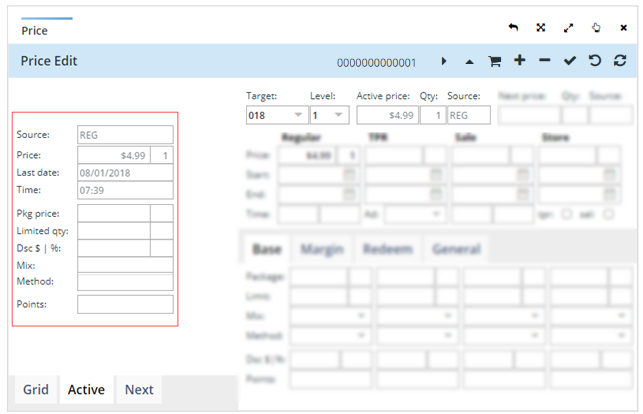 Price
Price Edit 0000000000001
Target: Level: Active price: Qty: Source: Next price: Qty: Source:
018 1 $4.99 1 REG
Regular TPR Sale Store
Source: REG
Price: $4.99 1
Price: $4.99 1
Last date: 08/01/2018
Start:
Time: 07:39
End:
Pkg price:
Time: Ad: tpr: sal:
Limited qty:
Dsc $ | %:
Base Margin Redeem General
Mix:
Package:
Method:
Limit:
Points:
Mix:
Method:
Dsc $|%:
Points:
Grid Active Next